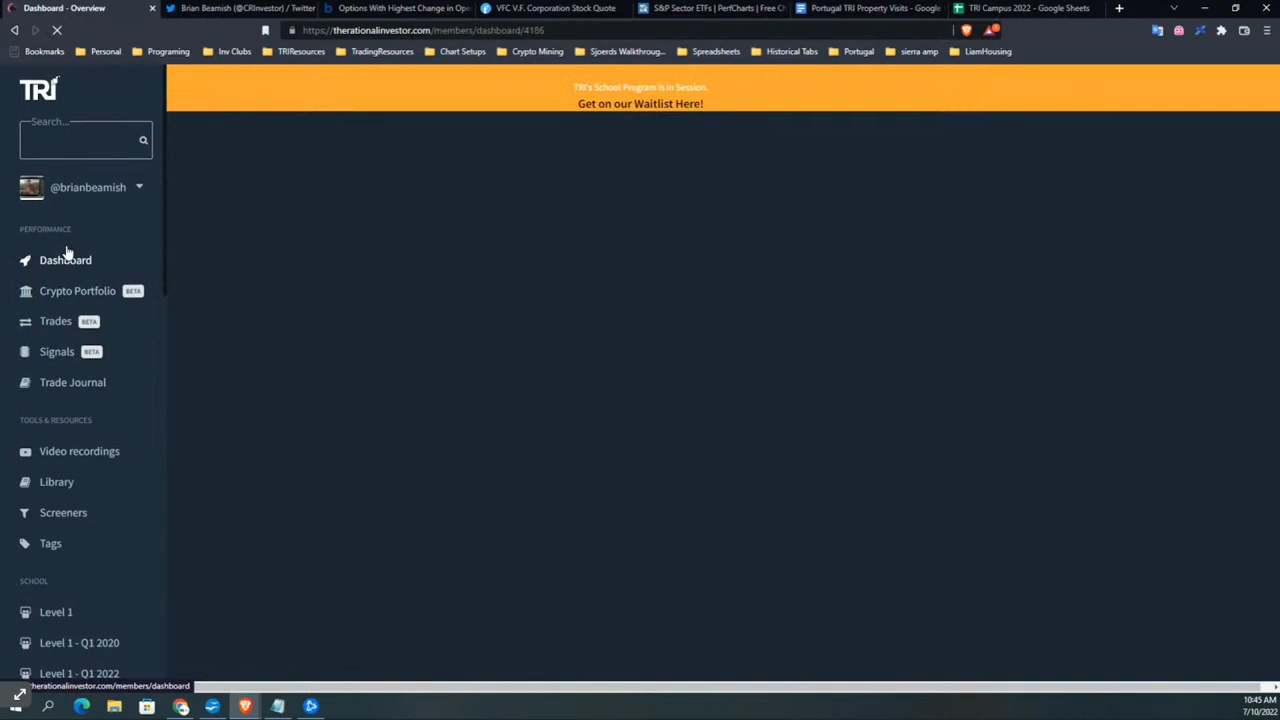 Dashboard - Overview
Brian Beamish (@CRInvestor) / Twitter
Options With Highest Change in Ope
VFC V.F. Corporation Stock Quote
S&P Sector ETFs | PerfCharts | Free C
Portugal TRI Property Visits - Google
TRI Campus 2022 - Google Sheets
https://therationalinvestor.com/members/dashboard/4186
Bookmarks
Personal
Programing
Inv Clubs
TRIResources
TradingResources
Chart Setups
Crypto Mining
Sjoerds Walkthroug...
Spreadsheets
Historical Tabs
Portugal
sierra amp
LiamHousing
TRI
TRI's School Program is in Session.
Get on our Waitlist Here!
Search...
@brianbeamish
PERFORMANCE
Dashboard
Crypto Portfolio BETA
Trades BETA
Signals BETA
Trade Journal
TOOLS & RESOURCES
Video recordings
Library
Screeners
Tags
SCHOOL
Level 1
Level 1 - Q1 2020
Level 1 - Q1 2022
therationalinvestor.com/members/dashboard
10:45 AM
7/10/2022